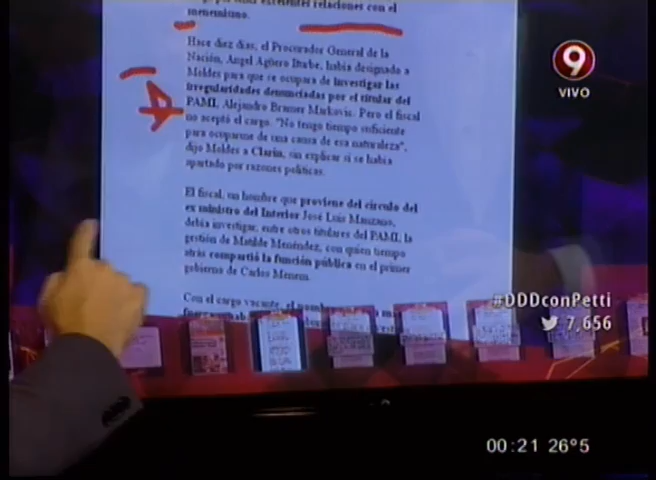 excelentes relaciones con el
menemismo.
Hace diez días, el Procurador General de la
Nación, Angel Agüero Iturbe, había designado a
Moldes para que se ocupara de investigar las
irregularidades denunciadas por el titular del
PAMI, Alejandro Bramer Markovic. Pero el fiscal
no aceptó el cargo. "No tengo tiempo suficiente
para ocuparme de una causa de esa naturaleza",
dijo Moldes a Clarín, sin explicar si se había
apartado por razones políticas.
El fiscal, un hombre que proviene del círculo del
ex ministro del Interior José Luis Manzano,
debía investigar, entre otros titulares del PAMI, la
gestión de Matilde Menéndez, con quien tiempo
atrás compartió la función pública en el primer
gobierno de Carlos Menem.
Con el cargo vacante, el
9
VIVO
#DDDconPetti
7,656
00:21 26°5